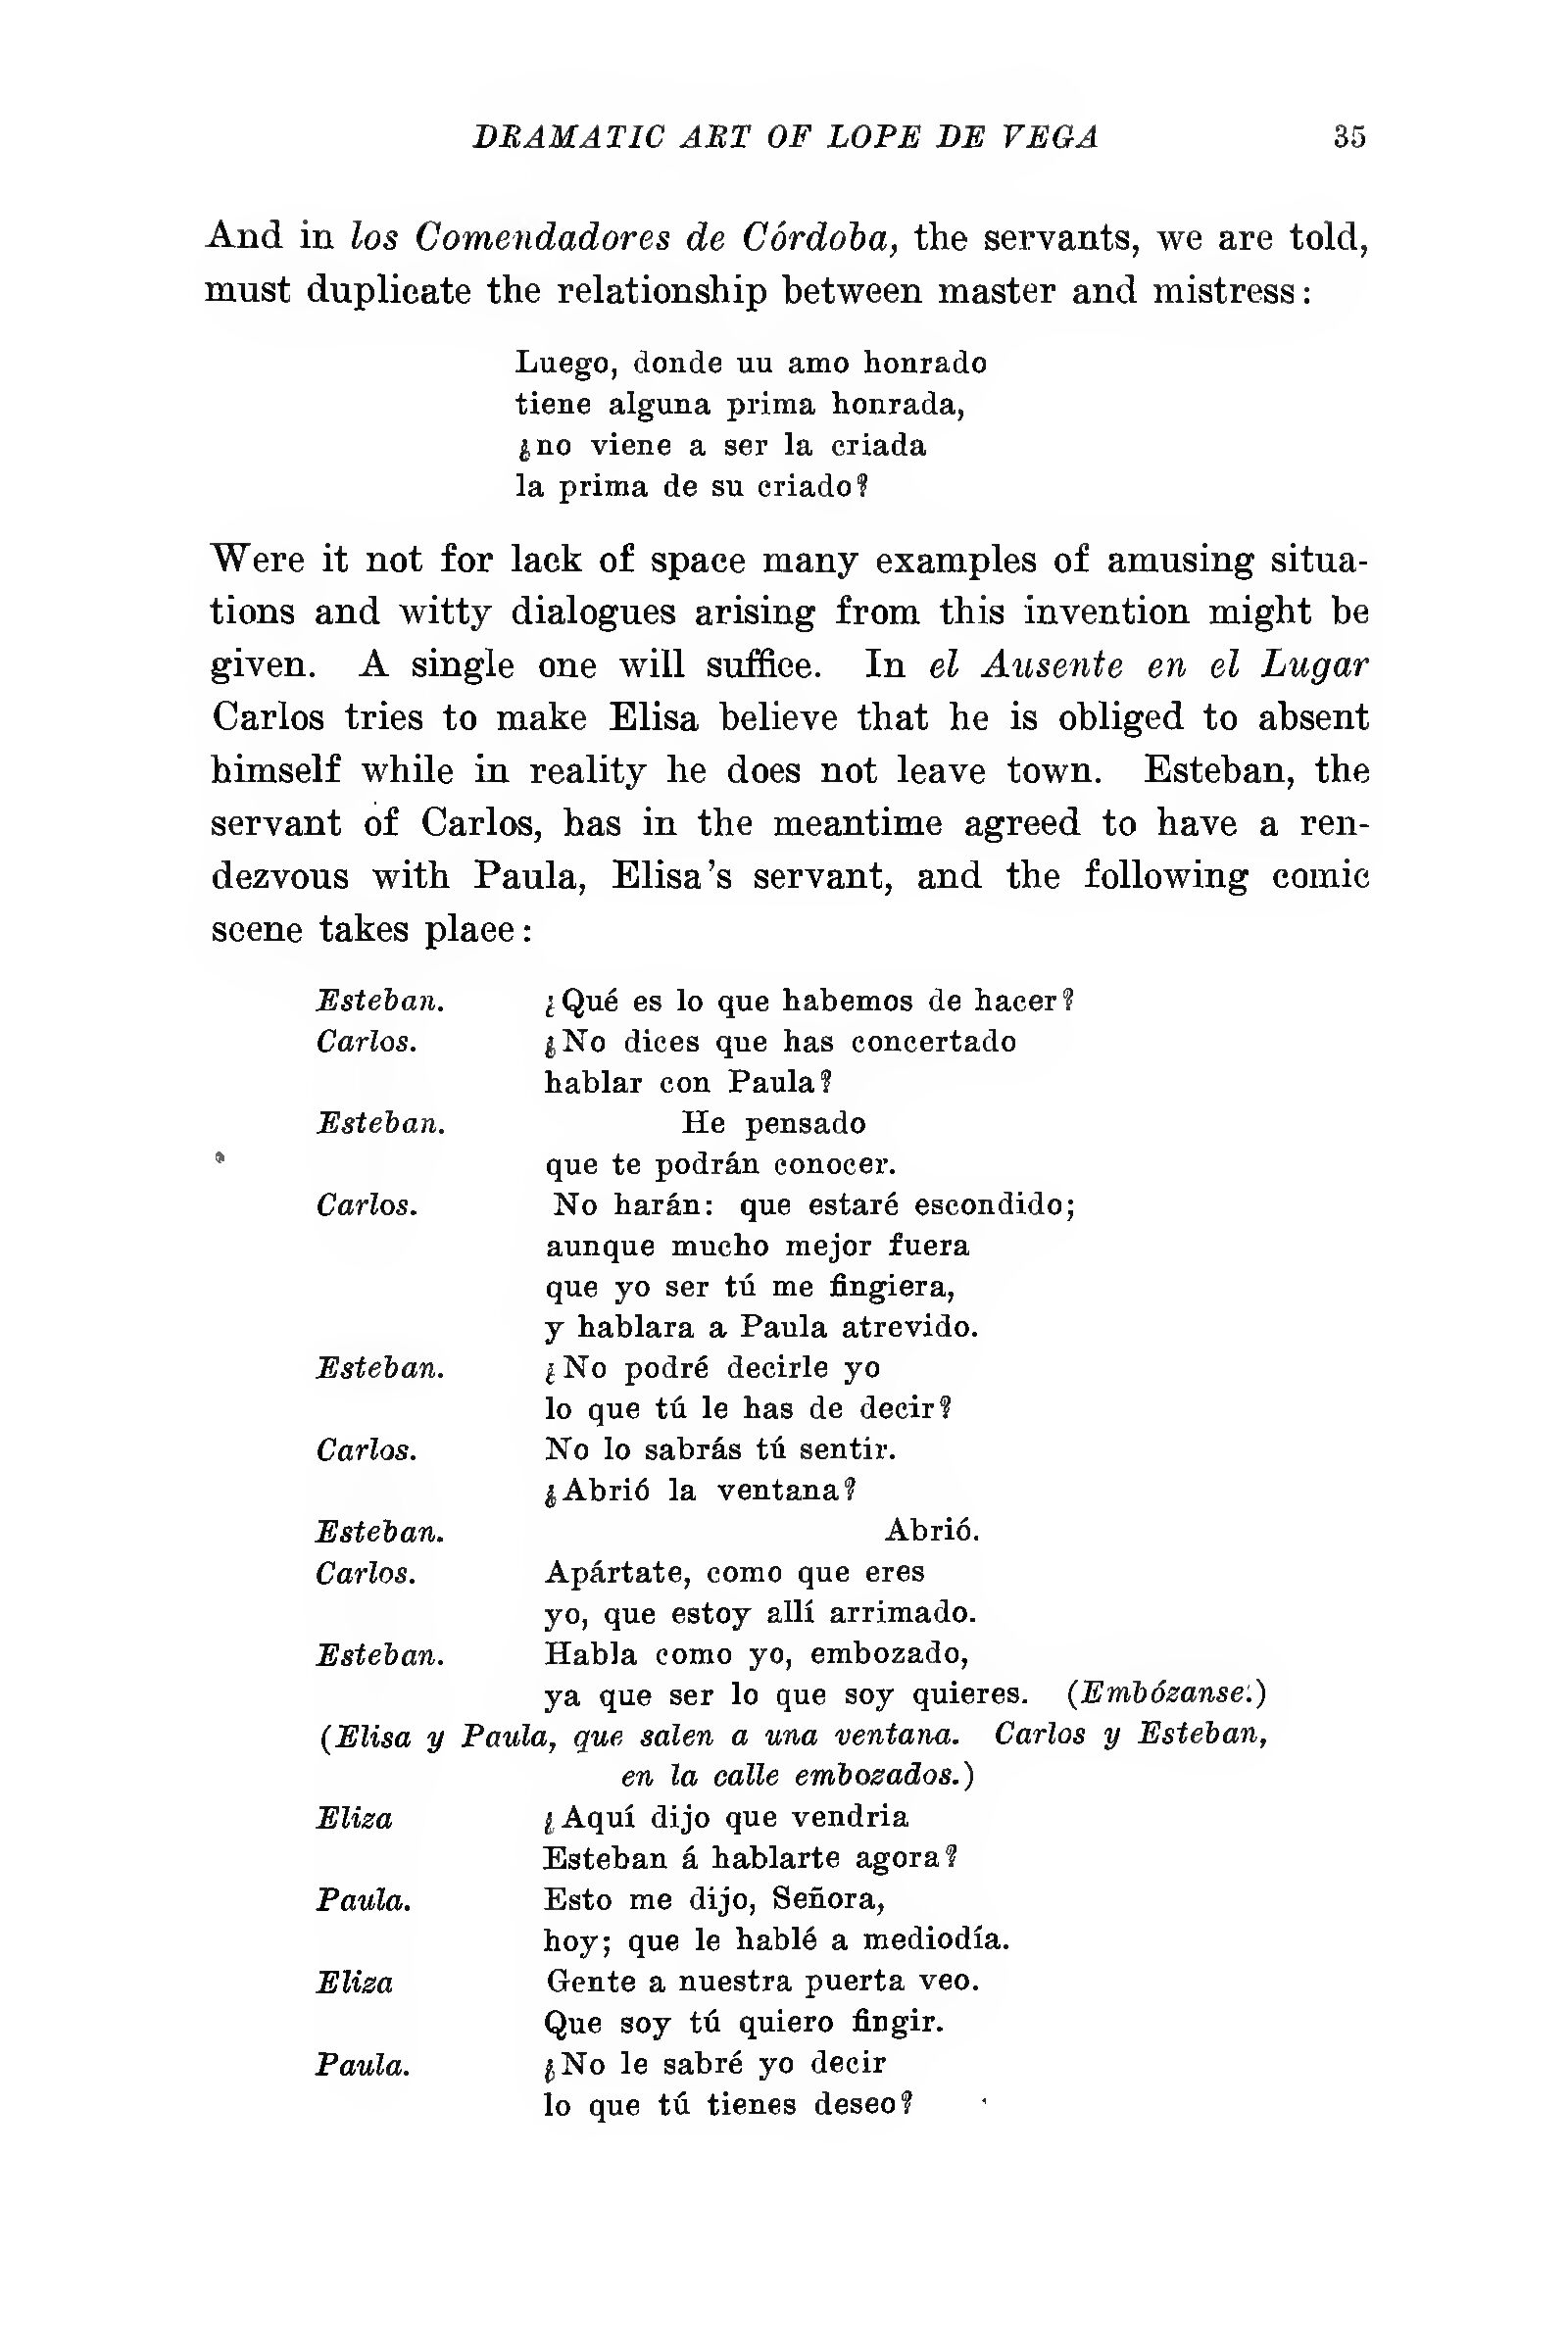 DRAMATIC ART OF LOPE DE VEGA 35
And in los Comendadores de Córdoba, the servants, we are told,
must duplicate the relationship between master and mistress:
Luego, donde uu amo honrado
tiene alguna prima honrada,
¿no viene a ser la criada
la prima de su criado?
Were it not for lack of space many examples of amusing situa-
tions and witty dialogues arising from this invention might be
given. A single one will suffice. In el Ausente en el Lugar
Carlos tries to make Elisa believe that he is obliged to absent
himself while in reality he does not leave town. Esteban, the
servant of Carlos, has in the meantime agreed to have a ren-
dezvous with Paula, Elisa's servant, and the following comic
scene takes place:
Esteban. ¿Qué es lo que habemos de hacer?
Carlos. ¿No dices que has concertado
hablar con Paula?
Esteban. He pensado
que te podrán conocer.
Carlos. No harán: que estaré escondido;
aunque mucho mejor fuera
que yo ser tú me fingiera,
y hablara a Paula atrevido.
Esteban. ¿No podré decirle yo
lo que tú le has de decir?
Carlos. No lo sabrás tú sentir.
¿Abrió la ventana?
Esteban. Abrió.
Carlos. Apártate, como que eres
yo, que estoy allí arrimado.
Esteban. Habla como yo, embozado,
ya que ser lo que soy quieres. (Embózanse.)
(Elisa y Paula, que salen a una ventana. Carlos y Esteban,
en la calle embozados.)
Eliza ¿Aquí dijo que vendria
Esteban á hablarte agora?
Paula. Esto me dijo, Señora,
hoy; que le hablé a mediodía.
Eliza Gente a nuestra puerta veo.
Que soy tú quiero fingir.
Paula. ¿No le sabré yo decir
lo que tú tienes deseo?